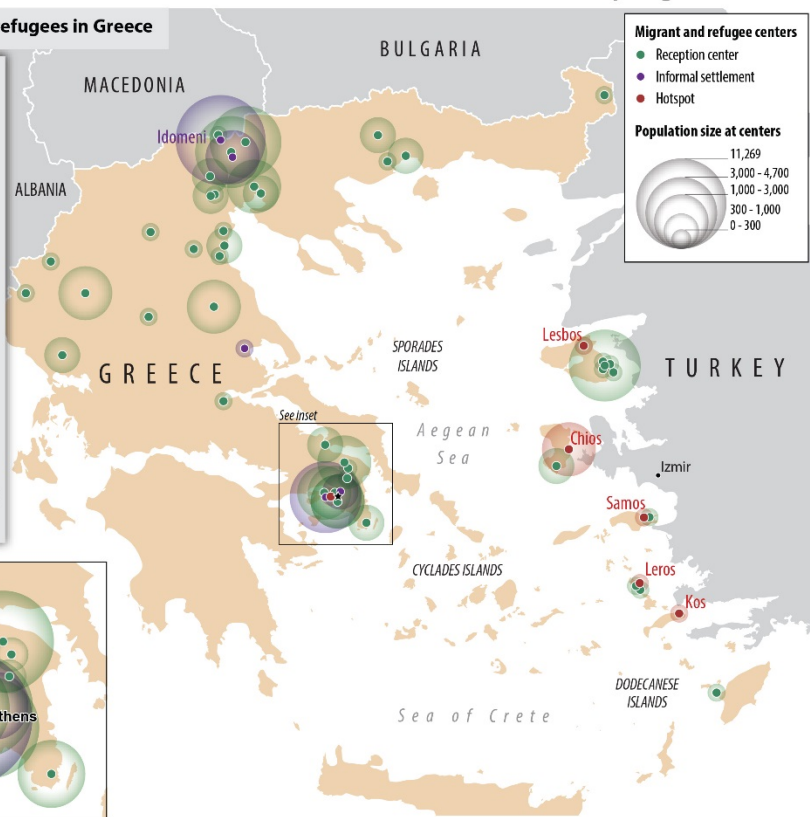 efugees in Greece
BULGARIA
MACEDONIA
Idomeni
ALBANIA
Migrant and refugee centers
Reception center
Informal settlement
Hotspot
Population size at centers
11,269
3,000 - 4,700
1,000 - 3,000
300 - 1,000
0 - 300
Lesbos
SPORADES
ISLANDS
TURKEY
GREECE
See inset
Aegean
Sea
Chios
Izmir
Samos
CYCLADES ISLANDS
Leros
Kos
DODECANESE
ISLANDS
Sea of Crete
thens